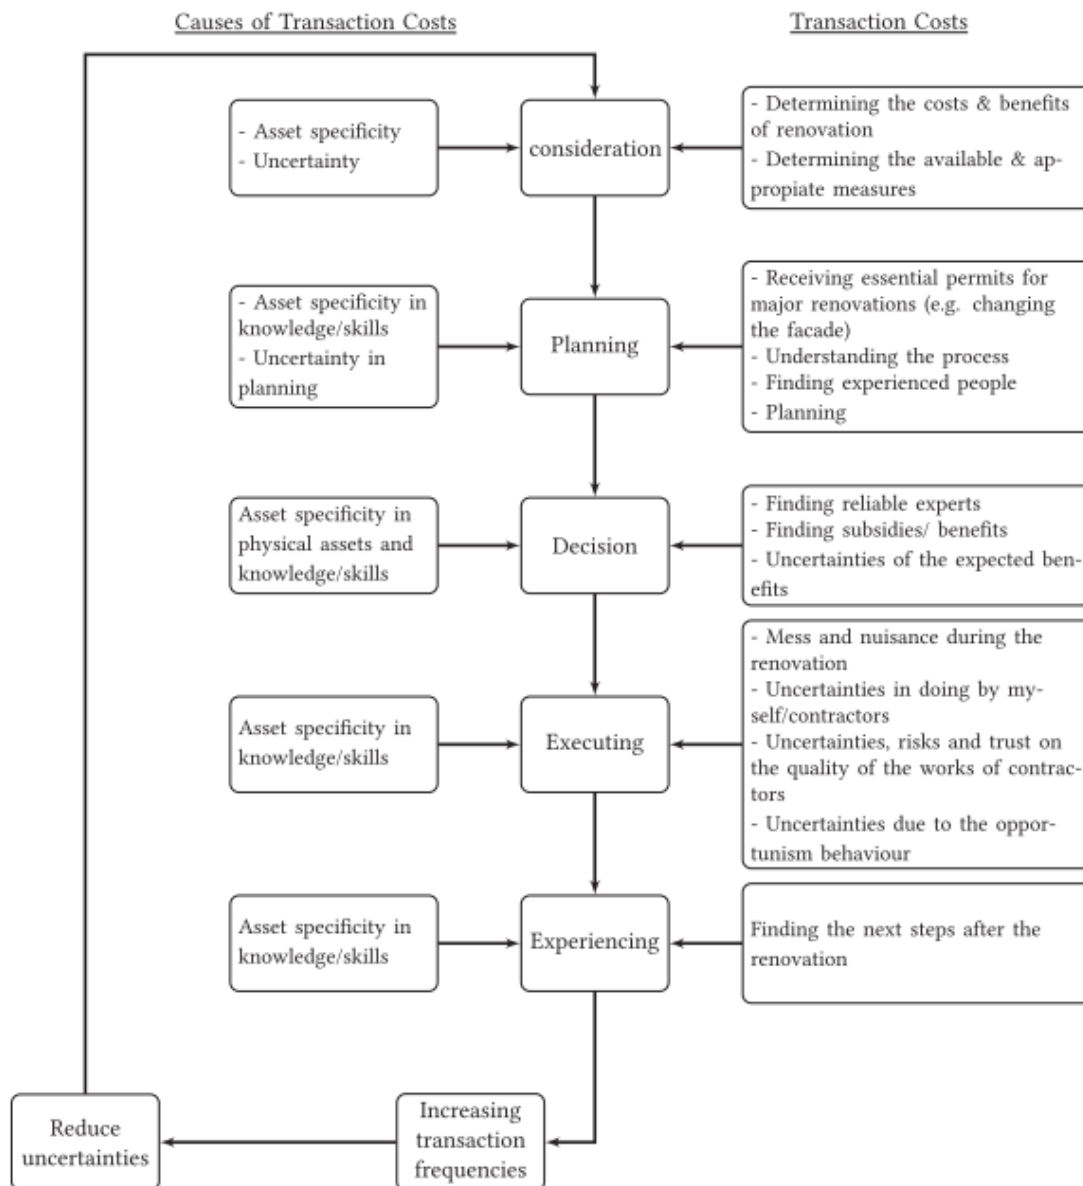 Causes of Transaction Costs
Transaction Costs
- Asset specificity
- Uncertainty
consideration
- Determining the costs & benefits
of renovation
- Determining the available & ap-
propiate measures
- Asset specificity in
knowledge/skills
- Uncertainty in
planning
Planning
- Receiving essential permits for
major renovations (e.g. changing
the facade)
- Understanding the process
- Finding experienced people
- Planning
Asset specificity in
physical assets and
knowledge/skills
Decision
- Finding reliable experts
- Finding subsidies/ benefits
- Uncertainties of the expected ben-
efits
Asset specificity in
knowledge/skills
Executing
- Mess and nuisance during the
renovation
- Uncertainties in doing by my-
self/contractors
- Uncertainties, risks and trust on
the quality of the works of contrac-
tors
- Uncertainties due to the oppor-
tunism behaviour
Asset specificity in
knowledge/skills
Experiencing
Finding the next steps after the
renovation
Reduce
uncertainties
Increasing
transaction
frequencies